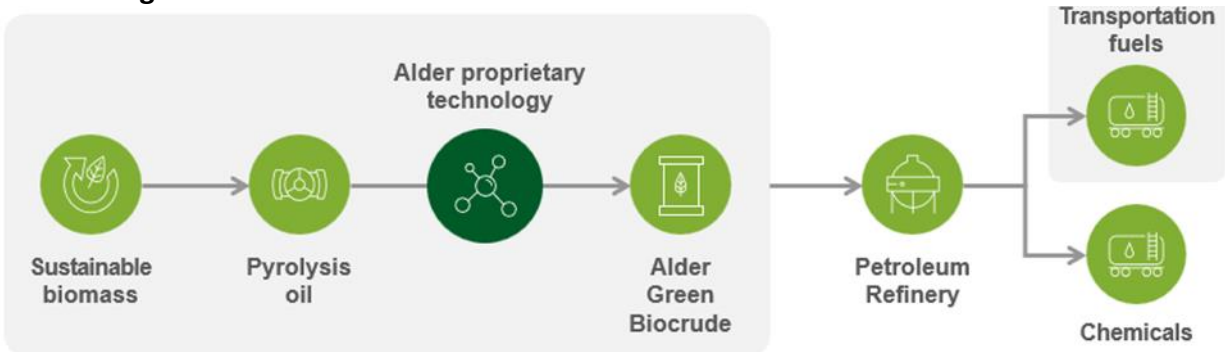 Transportation
fuels
Alder proprietary
technology
Sustainable
biomass
Pyrolysis
oil
Alder
Green
Biocrude
Petroleum
Refinery
Chemicals